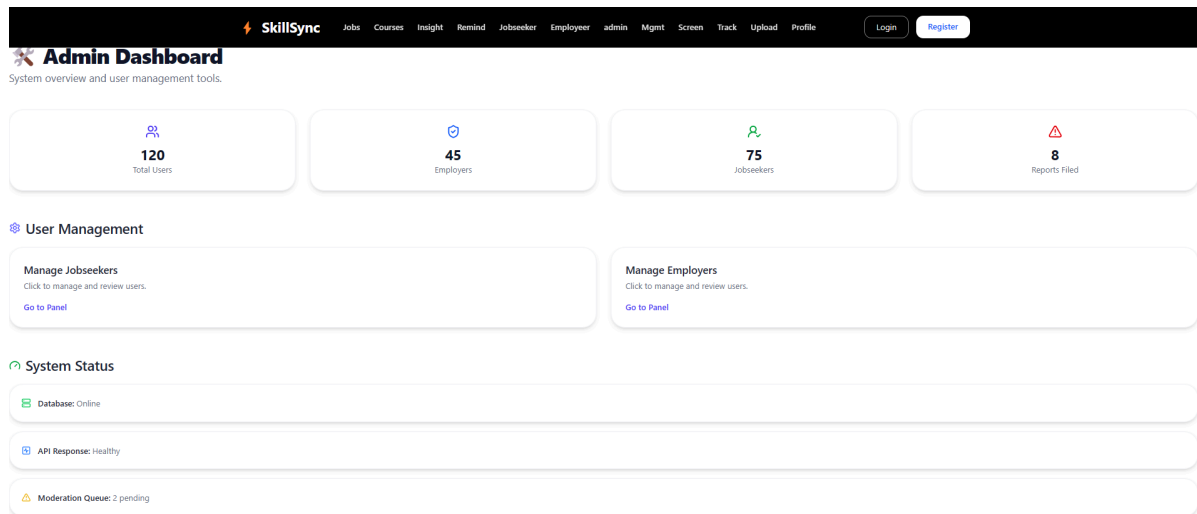 SkillSync Jobs Courses Insight Remind Jobseeker Employeer admin Mgmt Screen Track Upload Profile Login Register
Admin Dashboard
System overview and user management tools.
120 45 75 8
Total Users Employers Jobseekers Reports Filed
User Management
Manage Jobseekers Manage Employers
Click to manage and review users. Click to manage and review users.
Go to Panel Go to Panel
System Status
Database: Online
API Response: Healthy
Moderation Queue: 2 pending